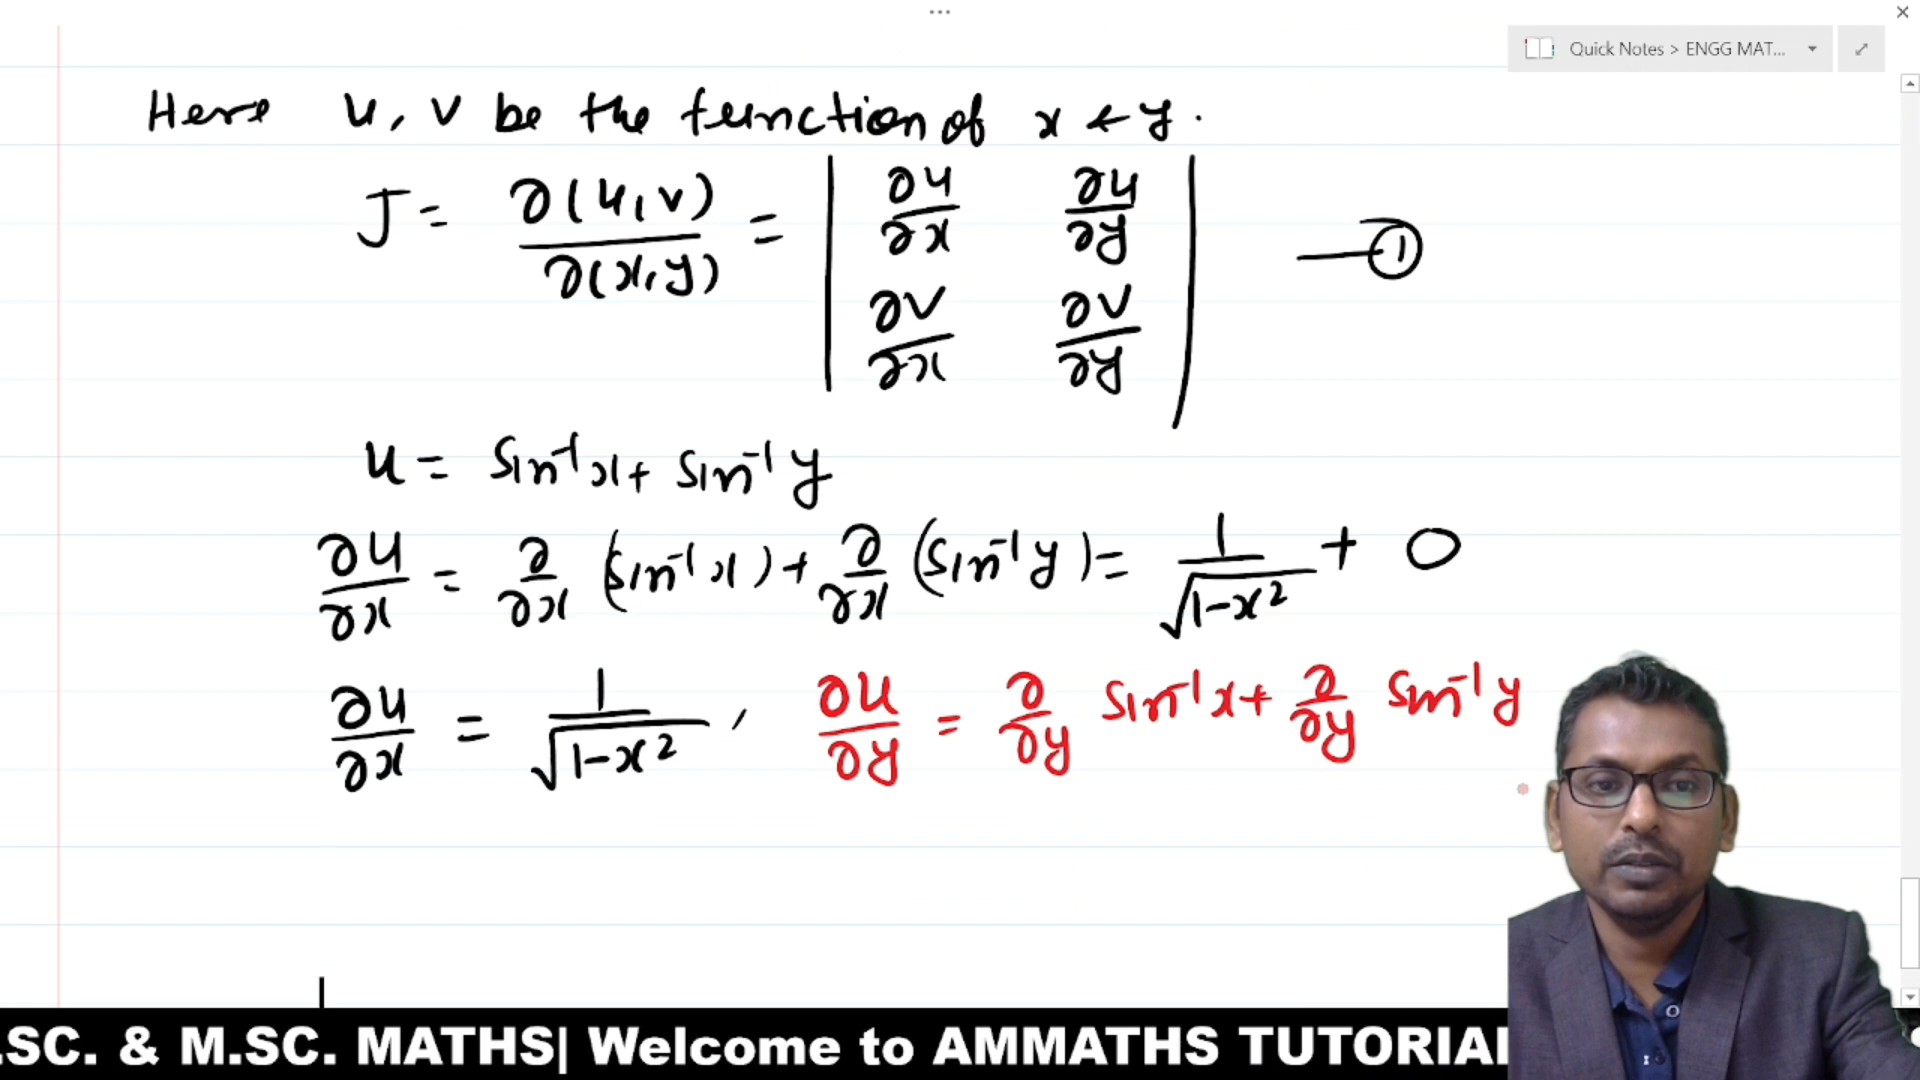 ...
Quick Notes > ENGG MAT...
Here u, v be the function of x & y.
J = ∂(u,v)/∂(x,y) = | ∂u/∂x ∂u/∂y | —①
| ∂v/∂x ∂v/∂y |
u = Sin⁻¹x + Sin⁻¹y
∂u/∂x = ∂/∂x (Sin⁻¹x) + ∂/∂x (Sin⁻¹y) = 1/√(1-x²) + 0
∂u/∂x = 1/√(1-x²) , ∂u/∂y = ∂/∂y Sin⁻¹x + ∂/∂y Sin⁻¹y
.SC. & M.SC. MATHS| Welcome to AMMATHS TUTORIAL